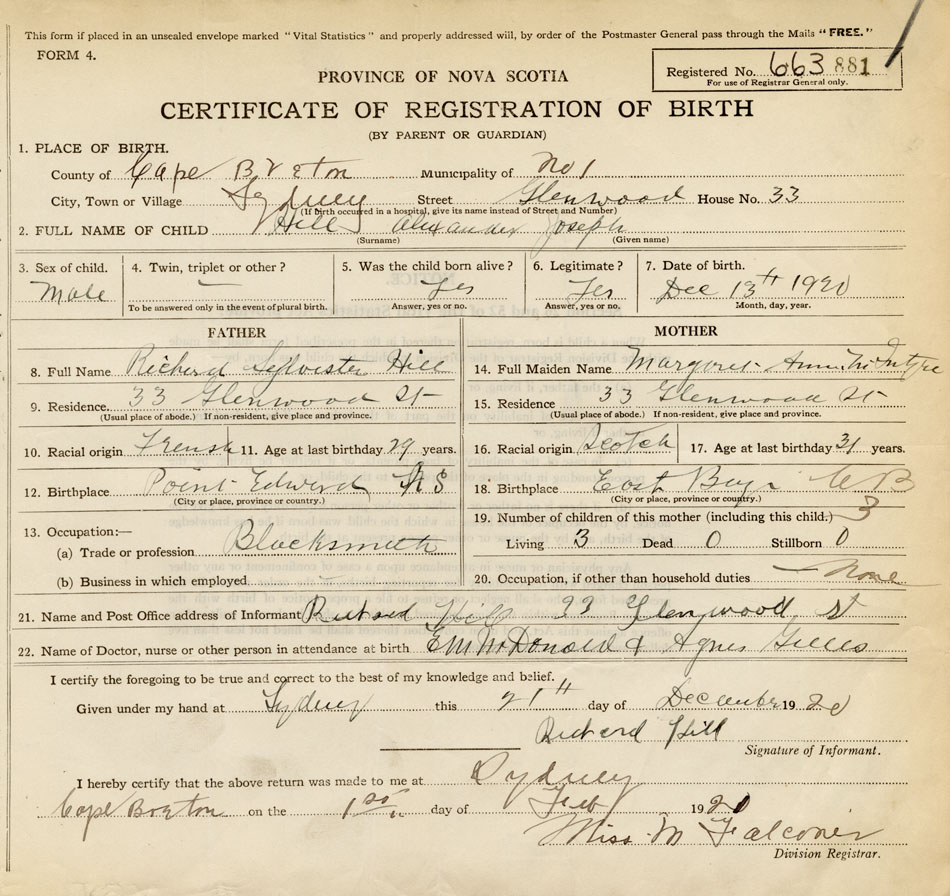 This form if placed in an unsealed envelope marked "Vital Statistics" and properly addressed will, by order of the Postmaster General pass through the Mails "FREE."
FORM 4.
Registered No. 663 881
For use of Registrar General only.
PROVINCE OF NOVA SCOTIA
CERTIFICATE OF REGISTRATION OF BIRTH
(BY PARENT OR GUARDIAN)
1. PLACE OF BIRTH.
County of Cape Breton Municipality of No 1
City, Town or Village Sydney Street Glenwood House No. 33
(If birth occurred in a hospital, give its name instead of Street and Number)
2. FULL NAME OF CHILD Hill Alexander Joseph
(Surname) (Given name)
3. Sex of child. 4. Twin, triplet or other? 5. Was the child born alive? 6. Legitimate? 7. Date of birth.
Male — Yes Yes Dec 13th 1920
To be answered only in the event of plural birth. Answer, yes or no. Answer, yes or no. Month, day, year.
FATHER
8. Full Name Richard Sylvester Hill
9. Residence. 33 Glenwood St
(Usual place of abode.) If non-resident, give place and province.
10. Racial origin French 11. Age at last birthday 29 years.
12. Birthplace Point Edward N S
(City or place, province or country.)
13. Occupation:—
(a) Trade or profession Blacksmith
(b) Business in which employed —
MOTHER
14. Full Maiden Name Margaret Ann McIntyre
15. Residence 33 Glenwood St
(Usual place of abode.) If non-resident, give place and province.
16. Racial origin Scotch 17. Age at last birthday 31 years.
18. Birthplace East Bay C B
(City or place, province or country.)
19. Number of children of this mother (including this child.) 3
Living 3 Dead 0 Stillborn 0
20. Occupation, if other than household duties — None
21. Name and Post Office address of Informant Richard Hill 33 Glenwood St
22. Name of Doctor, nurse or other person in attendance at birth E M McDonald & Agnes Gillis
I certify the foregoing to be true and correct to the best of my knowledge and belief.
Given under my hand at Sydney this 21th day of December 1920
Richard Hill
Signature of Informant.
I hereby certify that the above return was made to me at Sydney
Cape Breton on the 1 day of Feb 192
Miss M Falconer
Division Registrar.